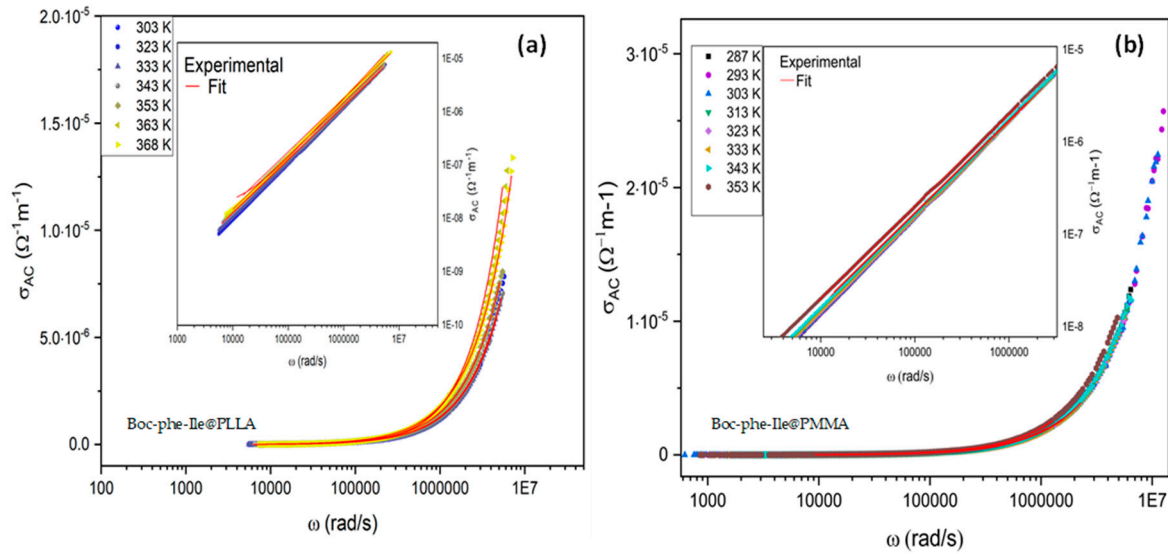 (a)
2.0·10⁻⁵
1.5·10⁻⁵
1.0·10⁻⁵
5.0·10⁻⁶
0.0
σAC (Ω⁻¹m⁻¹)
303 K
323 K
333 K
343 K
353 K
363 K
368 K
Experimental
Fit
1E-05
1E-06
1E-07
1E-08
1E-09
1E-10
σAC (Ω⁻¹m⁻¹)
1000
10000
100000
1000000
1E7
ω (rad/s)
Boc-phe-Ile@PLLA
100
1000
10000
100000
1000000
1E7
ω (rad/s)
(b)
3·10⁻⁵
2·10⁻⁵
1·10⁻⁵
0
σAC (Ω⁻¹m-1)
287 K
293 K
303 K
313 K
323 K
333 K
343 K
353 K
Experimental
Fit
1E-5
1E-6
1E-7
1E-8
σAC (Ω⁻¹m-1)
10000
100000
1000000
ω (rad/s)
Boc-phe-Ile@PMMA
1000
10000
100000
1000000
1E7
ω (rad/s)